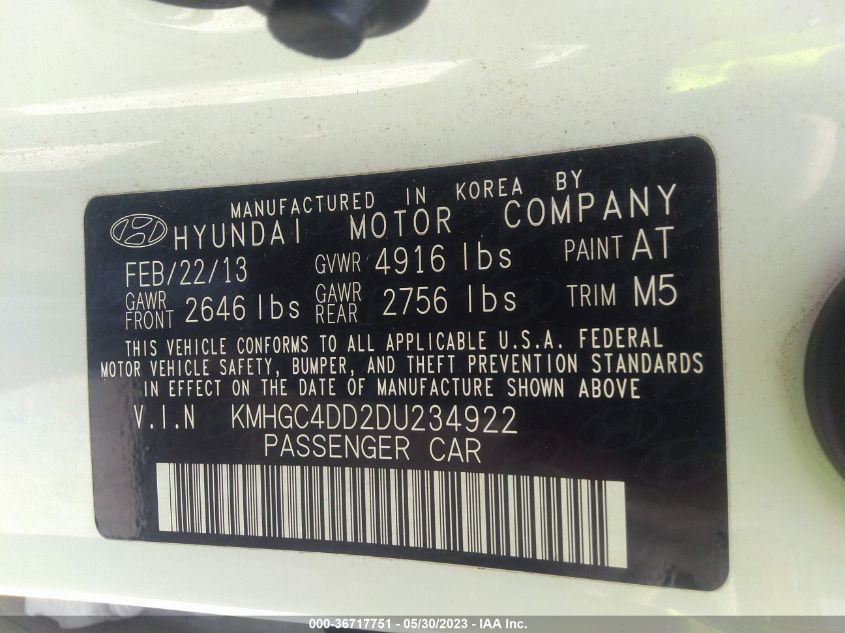 MANUFACTURED IN KOREA BY
HYUNDAI MOTOR COMPANY
FEB/22/13 GVWR 4916 lbs PAINT AT
GAWR FRONT 2646 lbs GAWR REAR 2756 lbs TRIM M5
THIS VEHICLE CONFORMS TO ALL APPLICABLE U.S.A. FEDERAL
MOTOR VEHICLE SAFETY, BUMPER, AND THEFT PREVENTION STANDARDS
IN EFFECT ON THE DATE OF MANUFACTURE SHOWN ABOVE
V.I.N KMHGC4DD2DU234922
PASSENGER CAR
000-36717751 - 05/30/2023 - IAA Inc.